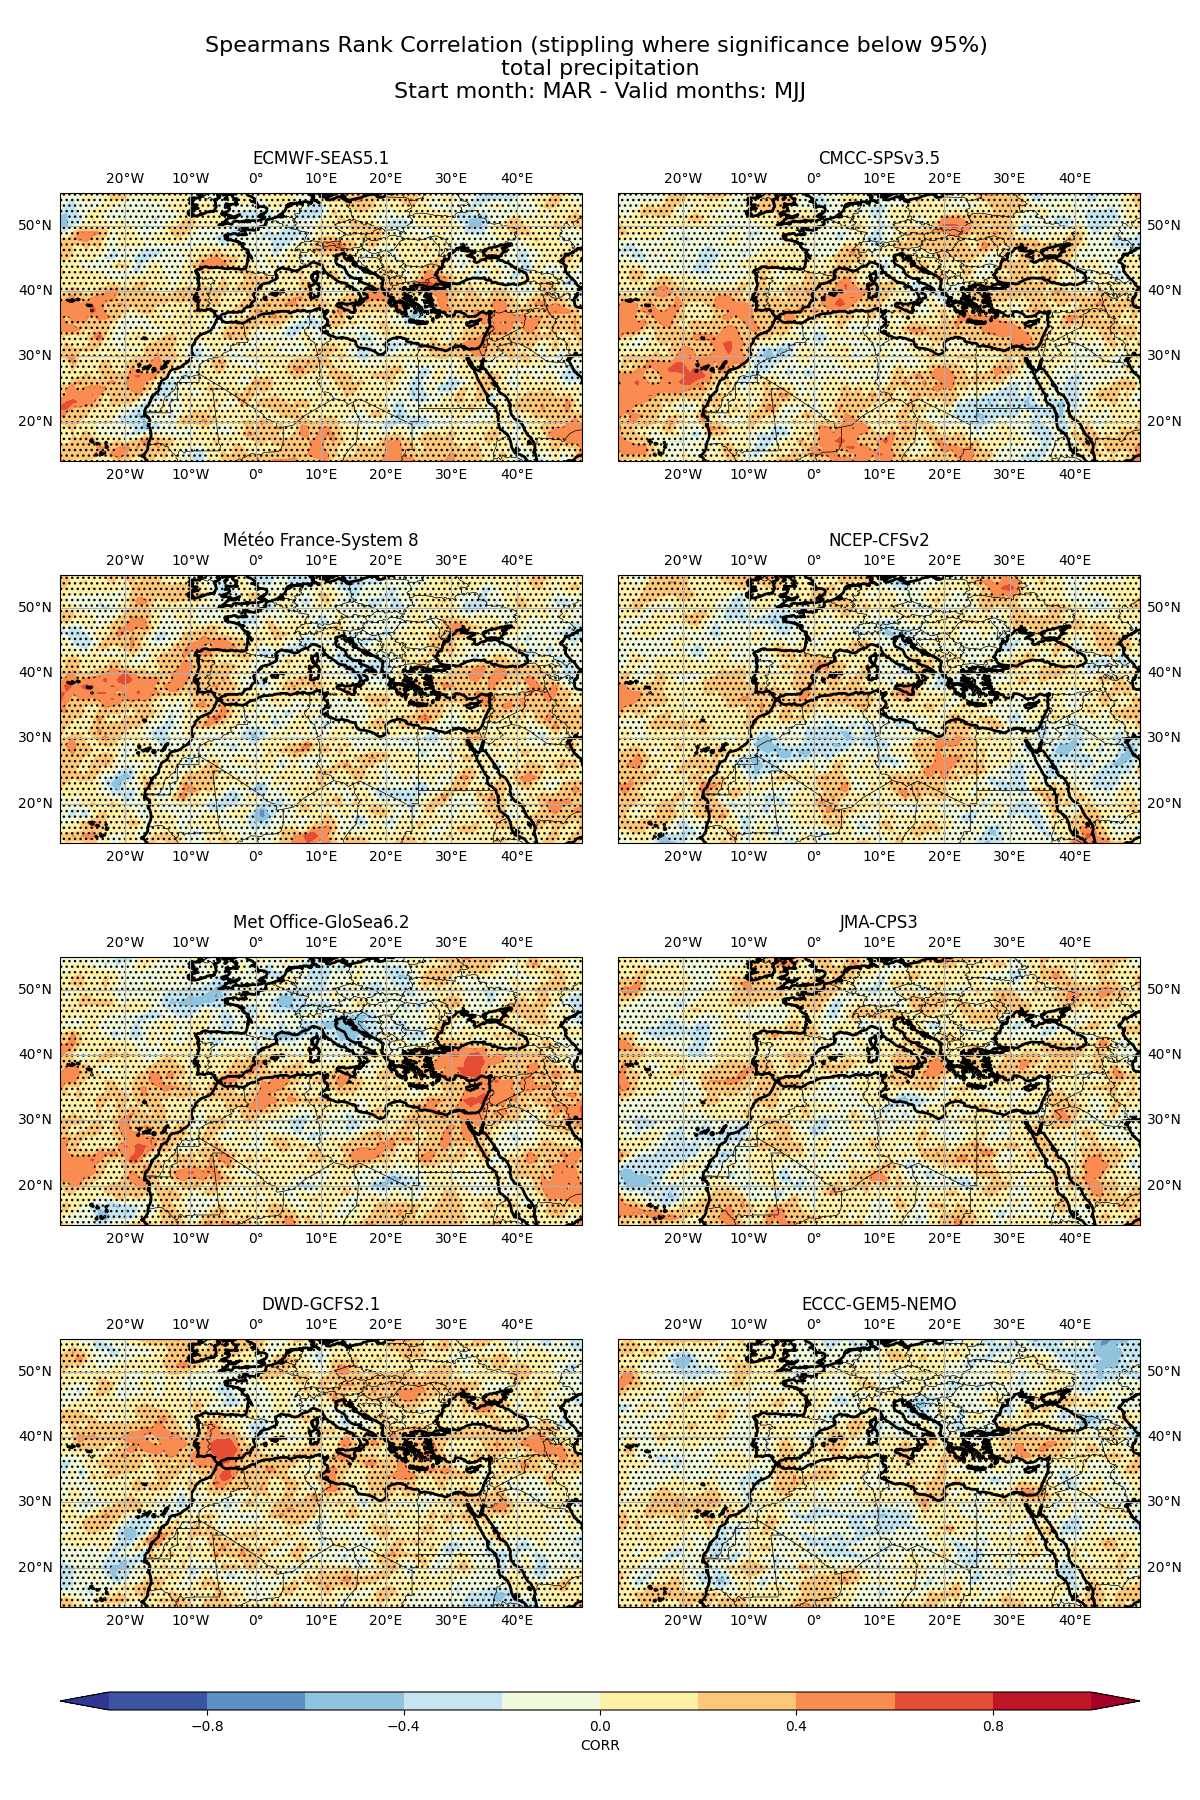 Spearmans Rank Correlation (stippling where significance below 95%)
total precipitation
Start month: MAR - Valid months: MJJ
ECMWF-SEAS5.1
CMCC-SPSv3.5
20°W 10°W 0° 10°E 20°E 30°E 40°E
20°W 10°W 0° 10°E 20°E 30°E 40°E
50°N
50°N
40°N
40°N
30°N
30°N
20°N
20°N
20°W 10°W 0° 10°E 20°E 30°E 40°E
20°W 10°W 0° 10°E 20°E 30°E 40°E
Météo France-System 8
NCEP-CFSv2
20°W 10°W 0° 10°E 20°E 30°E 40°E
20°W 10°W 0° 10°E 20°E 30°E 40°E
50°N
50°N
40°N
40°N
30°N
30°N
20°N
20°N
20°W 10°W 0° 10°E 20°E 30°E 40°E
20°W 10°W 0° 10°E 20°E 30°E 40°E
Met Office-GloSea6.2
JMA-CPS3
20°W 10°W 0° 10°E 20°E 30°E 40°E
20°W 10°W 0° 10°E 20°E 30°E 40°E
50°N
50°N
40°N
40°N
30°N
30°N
20°N
20°N
20°W 10°W 0° 10°E 20°E 30°E 40°E
20°W 10°W 0° 10°E 20°E 30°E 40°E
DWD-GCFS2.1
ECCC-GEM5-NEMO
20°W 10°W 0° 10°E 20°E 30°E 40°E
20°W 10°W 0° 10°E 20°E 30°E 40°E
50°N
50°N
40°N
40°N
30°N
30°N
20°N
20°N
20°W 10°W 0° 10°E 20°E 30°E 40°E
20°W 10°W 0° 10°E 20°E 30°E 40°E
−0.8 −0.4 0.0 0.4 0.8
CORR